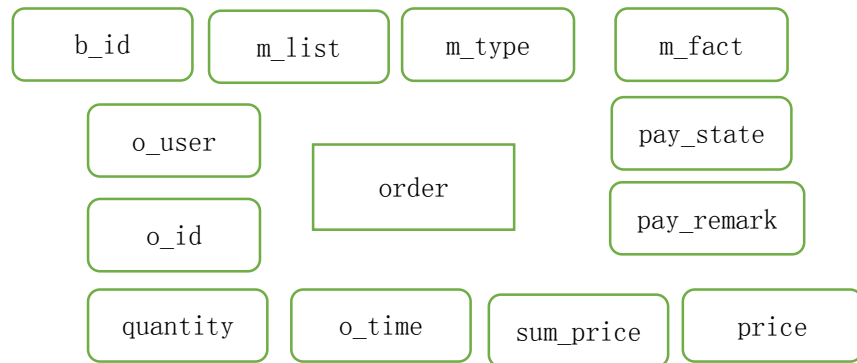 b_id
m_list
m_type
m_fact
o_user
pay_state
order
pay_remark
o_id
quantity
o_time
sum_price
price